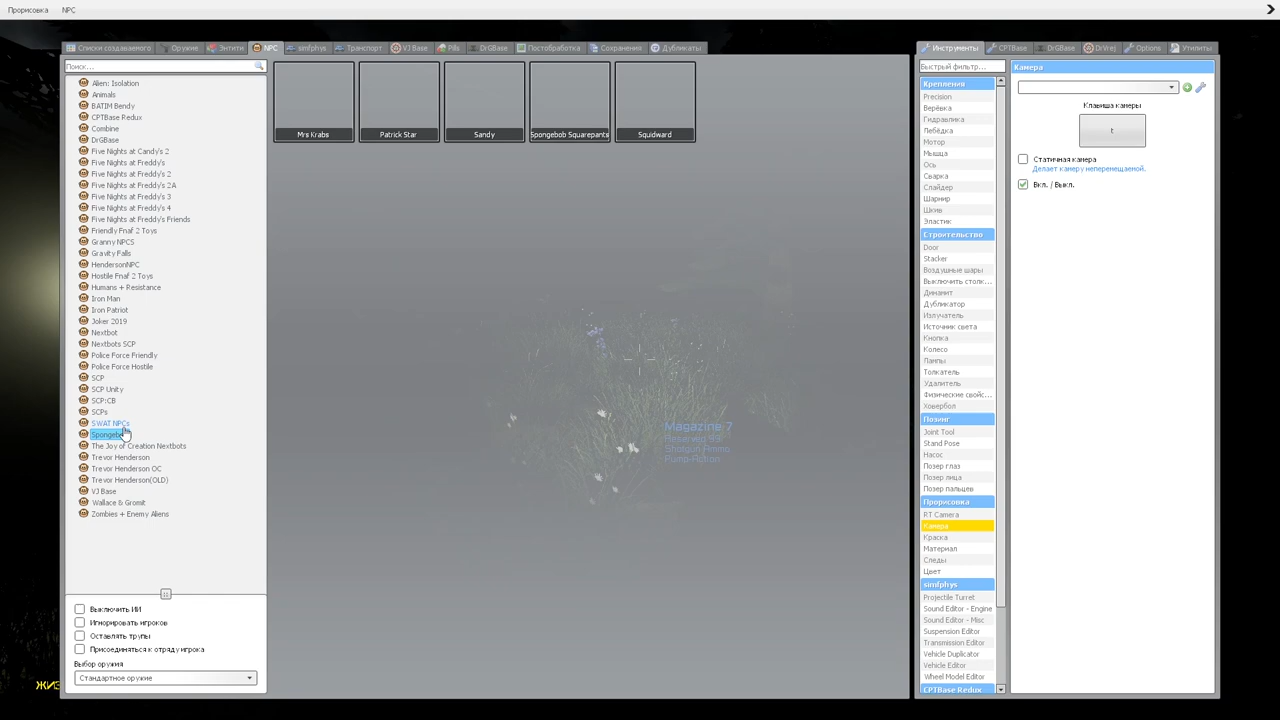 Прорисовка NPC
Списки создаваемого Оружие Энтити NPC simfphys Транспорт VJ Base Pills DrGBase Постобработка Сохранения Дубликаты
Поиск...
Alien: Isolation
Animals
BATIM Bendy
CPTBase Redux
Combine
DrGBase
Five Nights at Candy's 2
Five Nights at Freddy's
Five Nights at Freddy's 2
Five Nights at Freddy's 2A
Five Nights at Freddy's 3
Five Nights at Freddy's 4
Five Nights at Freddy's Friends
Friendly Fnaf 2 Toys
Granny NPCS
Gravity Falls
HendersonNPC
Hostile Fnaf 2 Toys
Humans + Resistance
Iron Man
Iron Patriot
Joker 2019
Nextbot
Nextbots SCP
Police Force Friendly
Police Force Hostile
SCP
SCP Unity
SCP:CB
SCPs
SWAT NPCs
The Joy of Creation Nextbots
Trevor Henderson
Trevor Henderson OC
Trevor Henderson(OLD)
VJ Base
Wallace & Gromit
Zombies + Enemy Aliens
Выключить ИИ
Игнорировать игроков
Оставлять трупы
Присоединяться к отряду игрока
Выбор оружия
Стандартное оружие
Mrs Krabs Patrick Star Sandy Spongebob Squarepants Squidward
Magazine 7
Reserves 99
Shotgun Ammo
Pump-Action
Инструменты CPTBase DrGBase DrVrej Options Утилиты
Быстрый фильтр...
Крепления
Precision
Верёвка
Гидравлика
Лебёдка
Мотор
Мышца
Ось
Сварка
Слайдер
Шарнир
Шкив
Эластик
Строительство
Door
Stacker
Воздушные шары
Выключить столк...
Динамит
Дубликатор
Излучатель
Источник света
Кнопка
Колесо
Лампы
Толкатель
Удалитель
Физические свойс...
Ховербол
Позинг
Joint Tool
Stand Pose
Насос
Позер глаз
Позер лица
Позер пальцев
Прорисовка
RT Camera
Камера
Краска
Материал
Следы
Цвет
simfphys
Projectile Turret
Sound Editor - Engine
Sound Editor - Misc
Suspension Editor
Transmission Editor
Vehicle Duplicator
Vehicle Editor
Wheel Model Editor
CPTBase Redux
Камера
Клавиша камеры
t
Статичная камера
Делает камеру неперемещаемой.
Вкл. / Выкл.